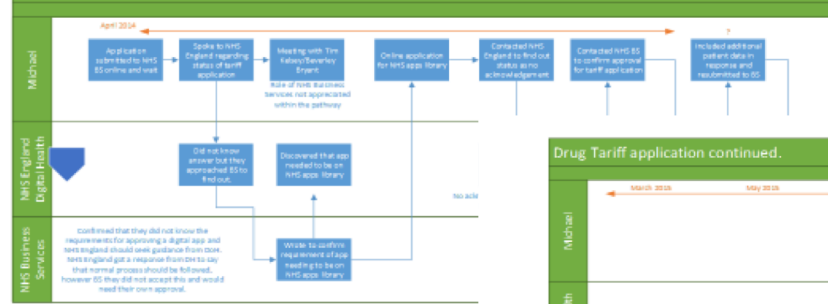 April 2014
?
Michael
Application
submitted to NHS
BS online and wait
Spoke to NHS
England regarding
status of tariff
application
Meeting with Tim
Kelsey/Beverley
Bryant
Role of NHS Business
Services not appreciated
within the pathway
Online application
for NHS apps library
Contacted NHS
England to find out
status as no
acknowledgement
Contacted NHS BS
to confirm approval
for tariff application
Included additional
patient data in
response and
resubmitted to BS
NHS England
Digital Health
Did not know
answer but they
approached BS to
find out.
Discovered that app
needed to be on
NHS apps library
No ackn
NHS Business
Services
Confirmed that they did not know the
requirements for approving a digital app and
NHS England should seek guidance from DoH.
NHS England got a response from DH to say
that normal process should be followed,
however BS they did not accept this and would
need their own approval.
Wrote to confirm
requirement of app
needing to be on
NHS apps library
Drug Tariff application continued.
March 2016
May 2016
Michael
lth